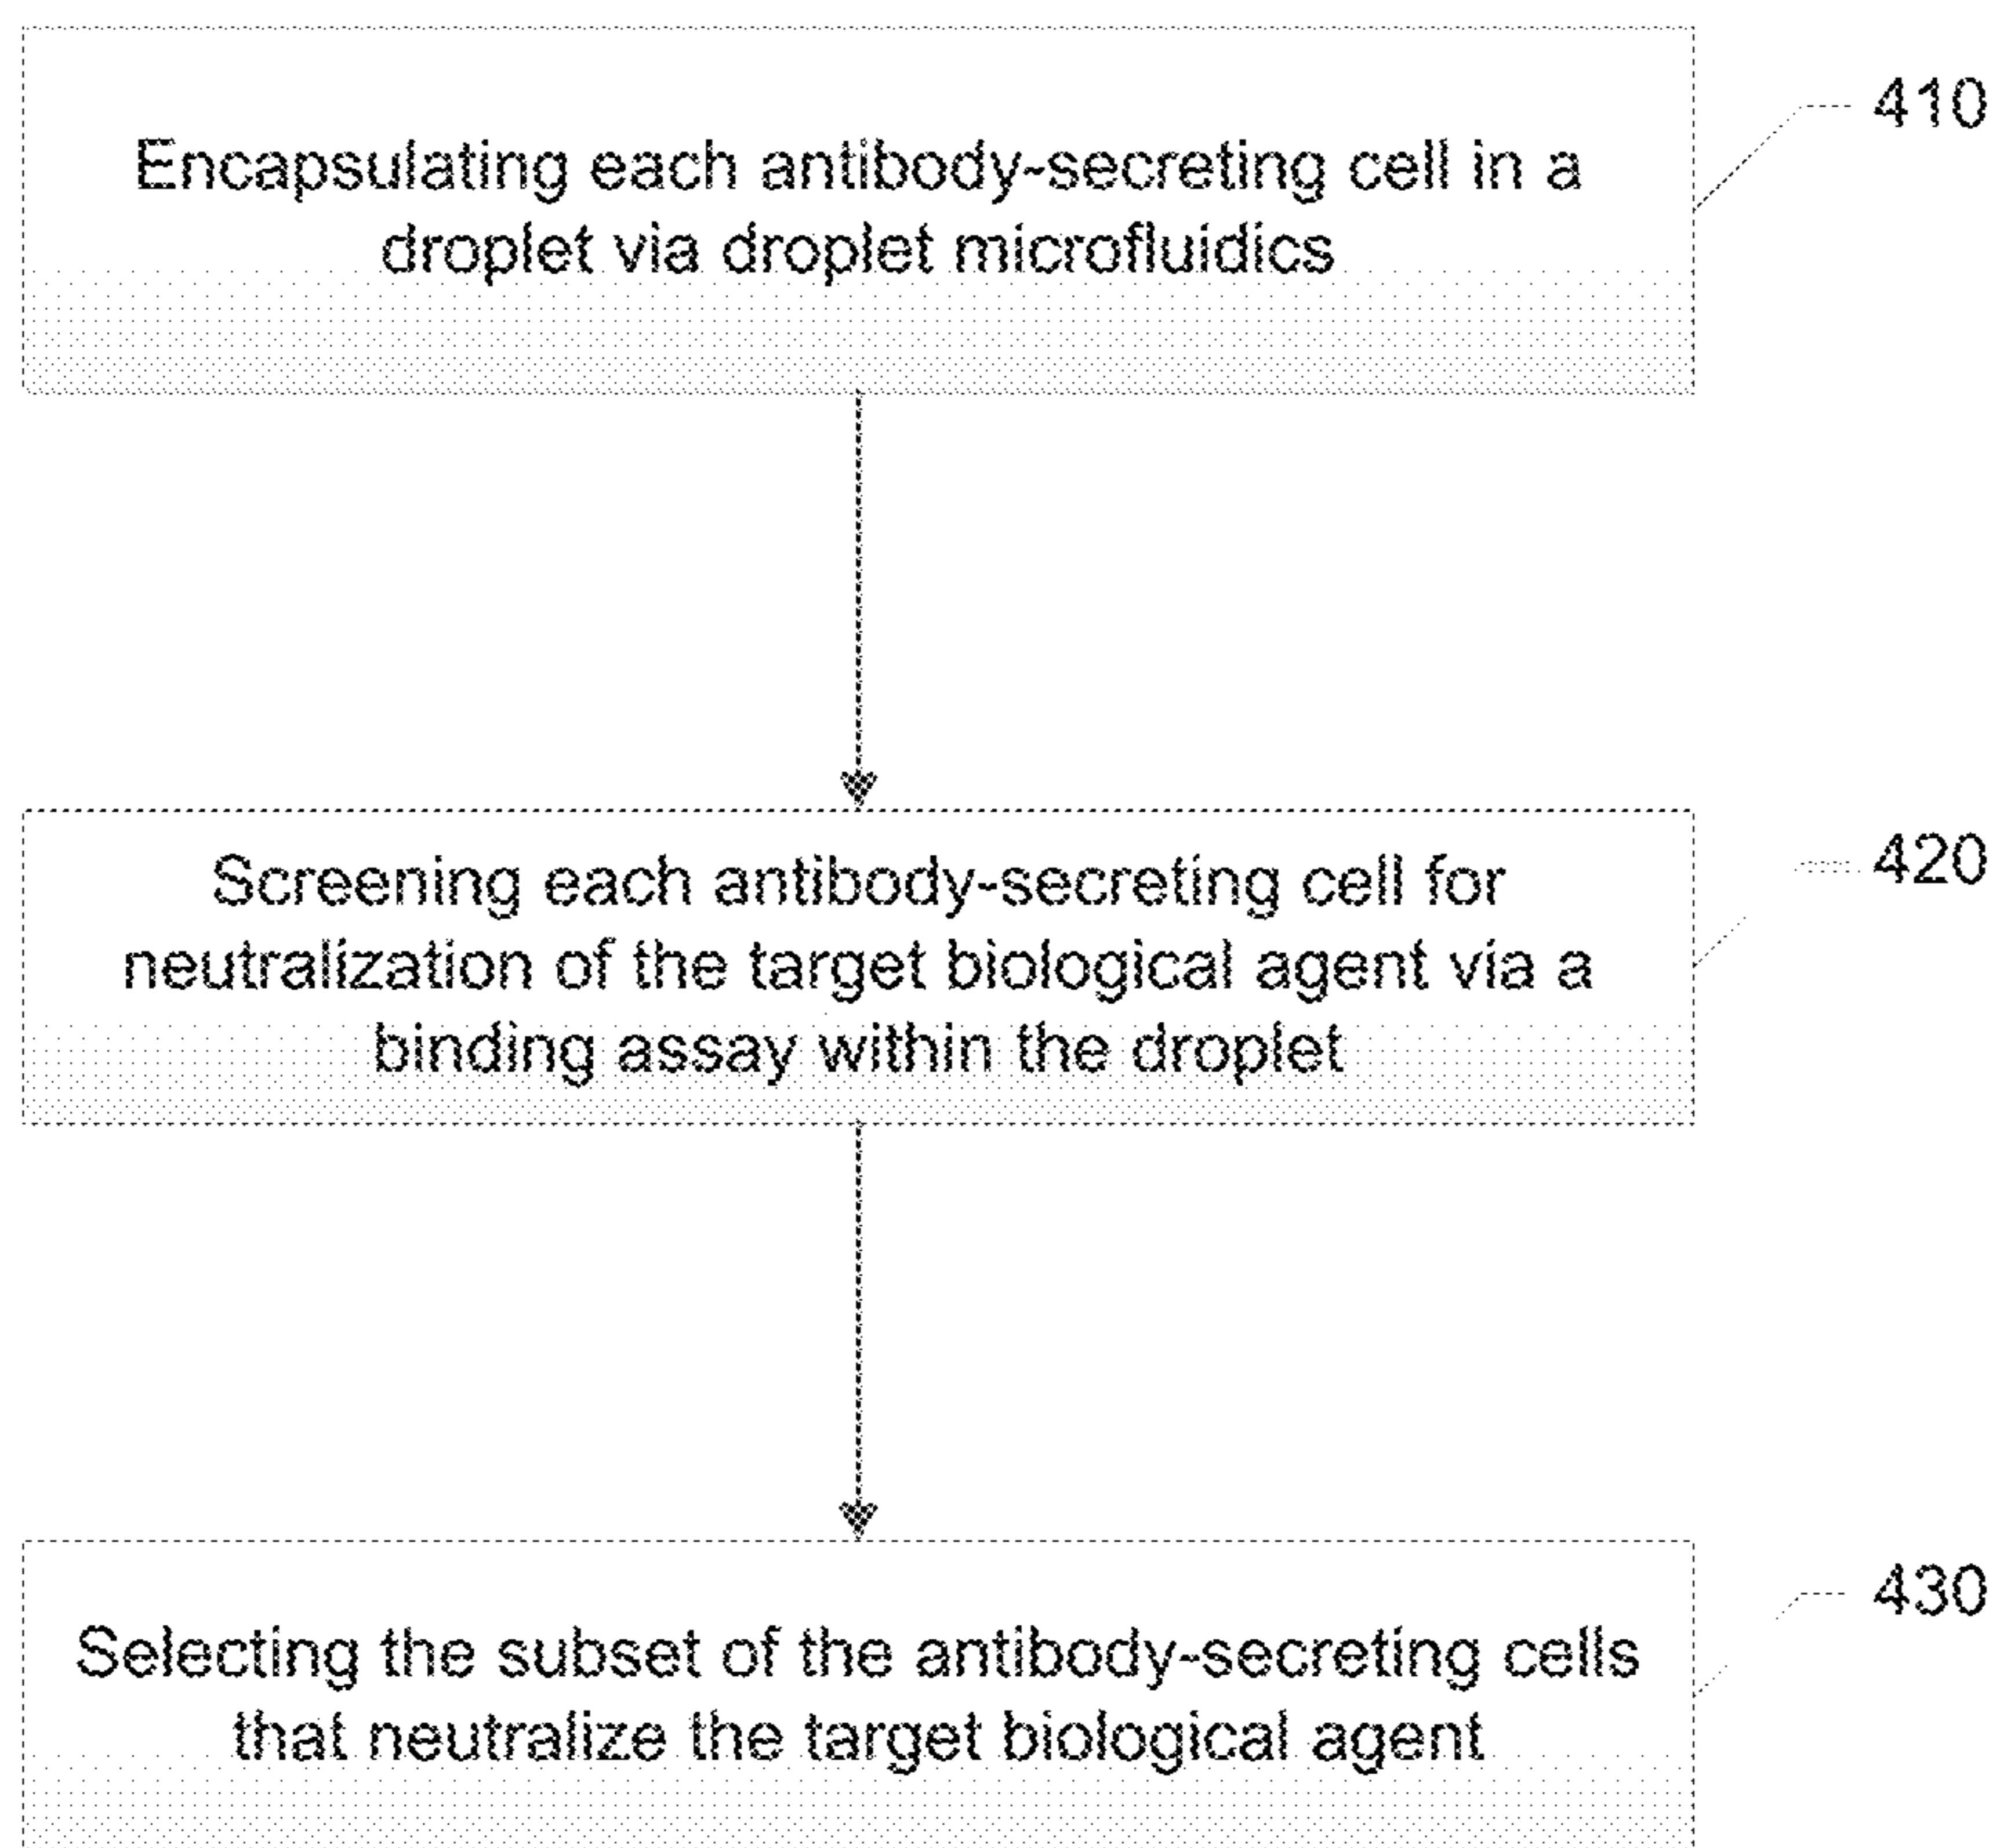 Encapsulating each antibody-secreting cell in a
droplet via droplet microfluidics
410
Screening each antibody-secreting cell for
neutralization of the target biological agent via a
binding assay within the droplet
420
Selecting the subset of the antibody-secreting cells
that neutralize the target biological agent
430